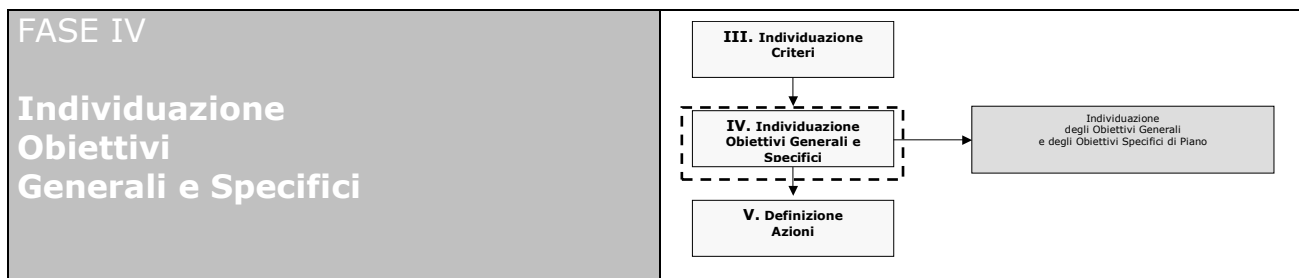 FASE IV
Individuazione
Obiettivi
Generali e Specifici
III. Individuazione
Criteri
IV. Individuazione
Obiettivi Generali e
Specifici
Individuazione
degli Obiettivi Generali
e degli Obiettivi Specifici di Piano
V. Definizione
Azioni